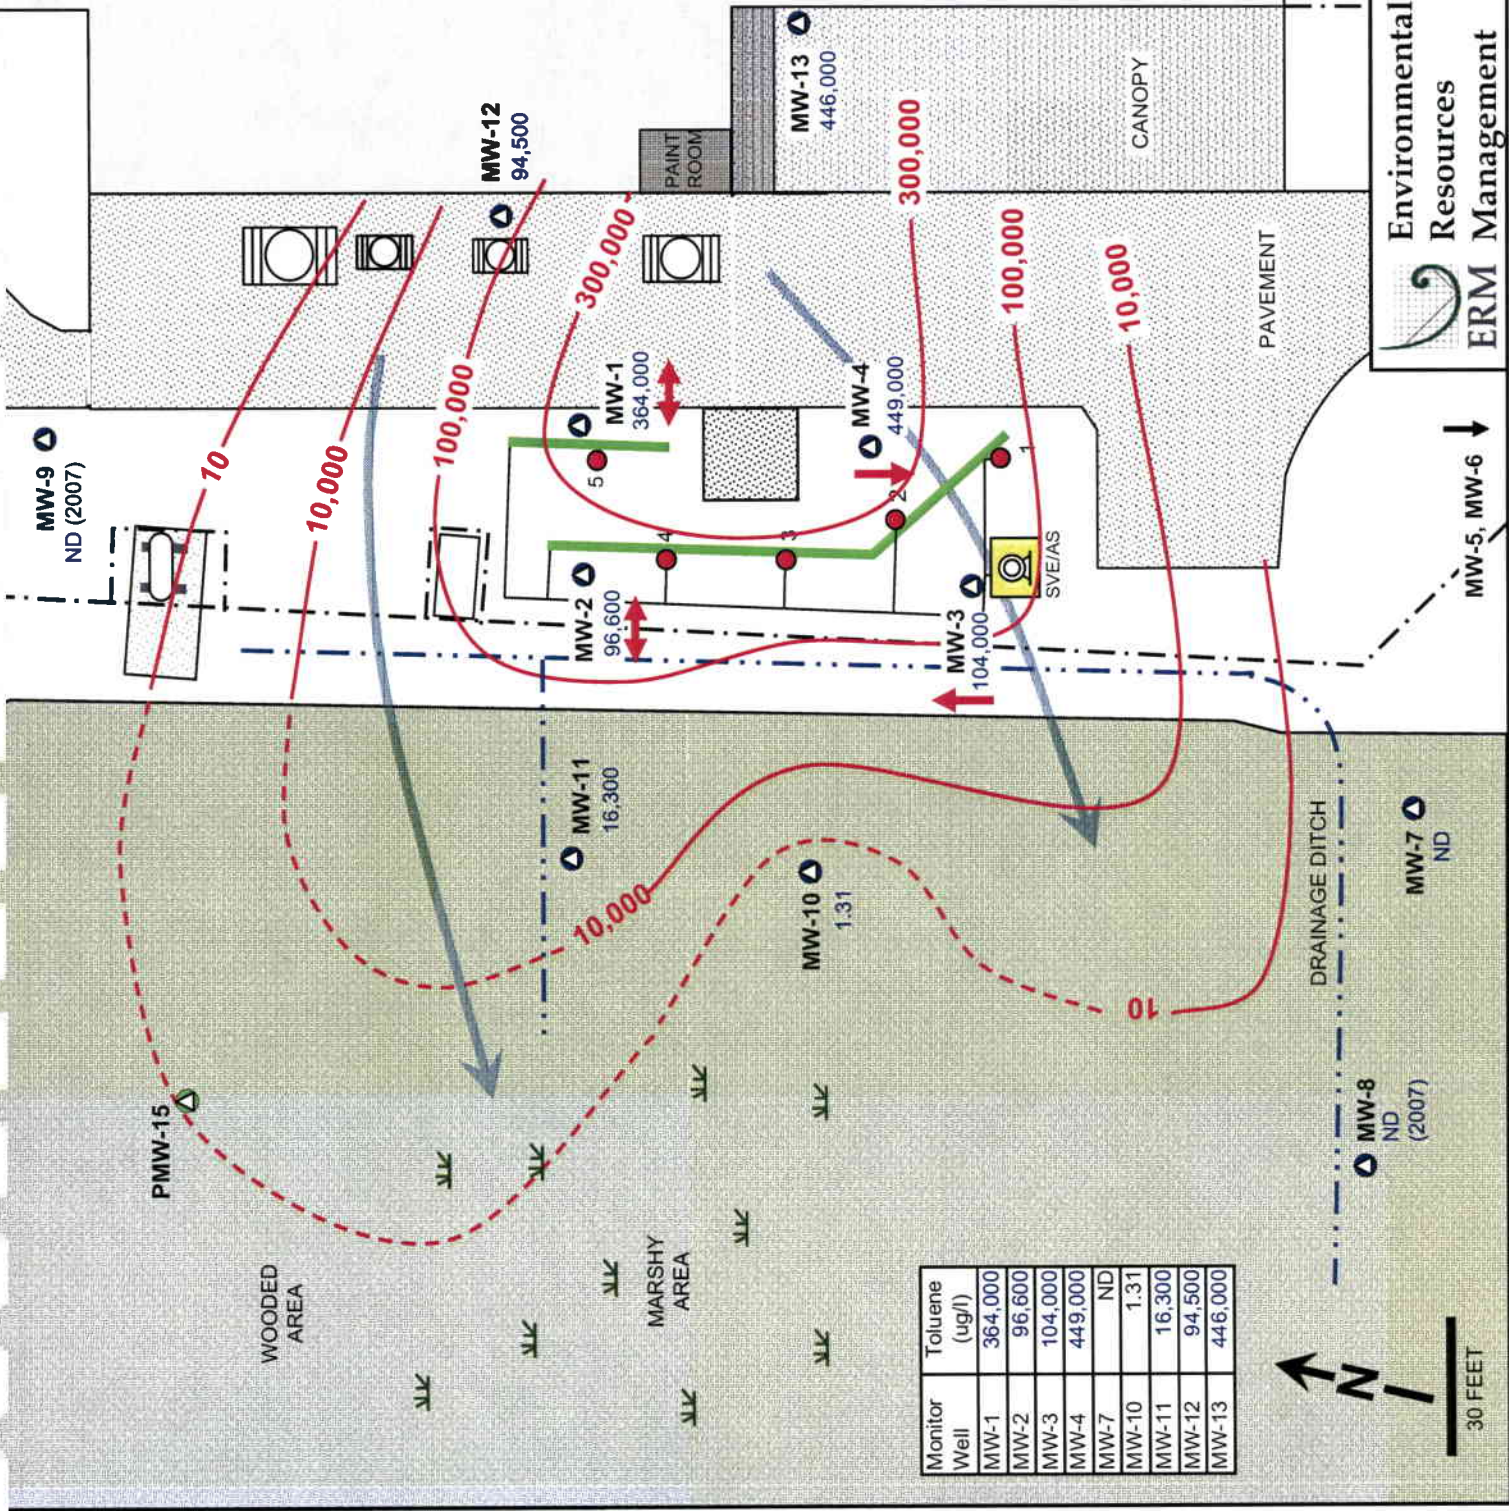 Environmental
Resources
ERM Management
MW-13
446,000
CANOPY
MW-12
94,500
PAINT
ROOM
300,000
300,000
100,000
10,000
PAVEMENT
MW-9
ND (2007)
10
10,000
100,000
MW-1
364,000
MW-4
449,000
5
4
3
2
1
MW-2
96,600
SVE/AS
MW-3
104,000
MW-5, MW-6
MW-11
16,300
10,000
MW-10
1.31
10
DRAINAGE DITCH
MW-7
ND
PMW-15
MW-8
ND
(2007)
WOODED
AREA
MARSHY
AREA
Monitor Toluene
Well (ug/l)
MW-1 364,000
MW-2 96,600
MW-3 104,000
MW-4 449,000
MW-7 ND
MW-10 1.31
MW-11 16,300
MW-12 94,500
MW-13 446,000
N
30 FEET